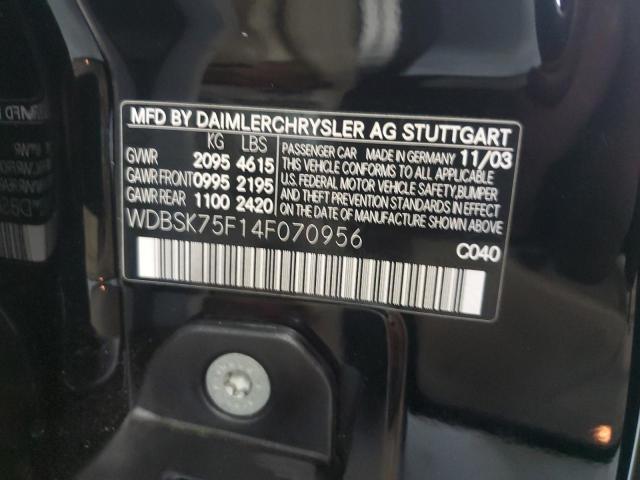 MFD BY DAIMLERCHRYSLER AG STUTTGART
KG LBS
GVWR 2095 4615
GAWR FRONT 0995 2195
GAWR REAR 1100 2420
PASSENGER CAR MADE IN GERMANY 11/03
THIS VEHICLE CONFORMS TO ALL APPLICABLE
U.S. FEDERAL MOTOR VEHICLE SAFETY,BUMPER
AND THEFT PREVENTION STANDARDS IN EFFECT
ON THE DATE OF MANUFACTURE SHOWN ABOVE
WDBSK75F14F070956
C040